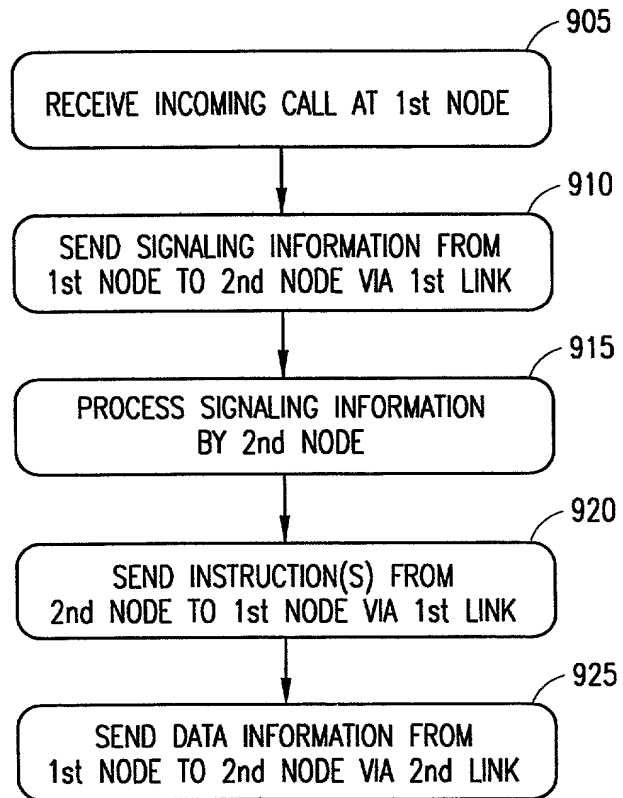 905
RECEIVE INCOMING CALL AT 1st NODE
910
SEND SIGNALING INFORMATION FROM
1st NODE TO 2nd NODE VIA 1st LINK
915
PROCESS SIGNALING INFORMATION
BY 2nd NODE
920
SEND INSTRUCTION(S) FROM
2nd NODE TO 1st NODE VIA 1st LINK
925
SEND DATA INFORMATION FROM
1st NODE TO 2nd NODE VIA 2nd LINK